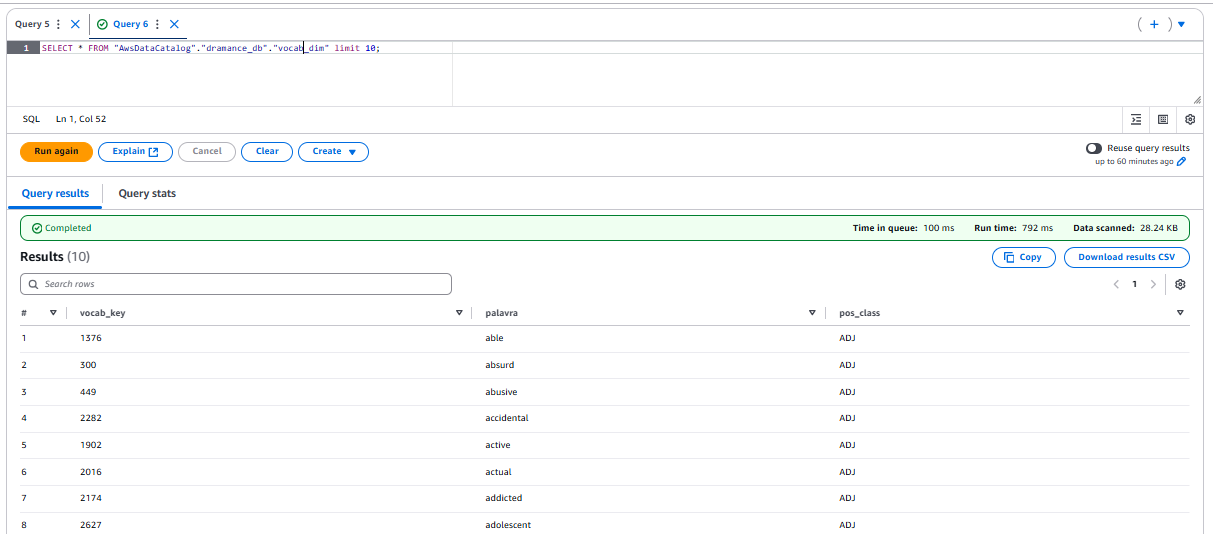 Query 5 Query 6
1 SELECT * FROM "AwsDataCatalog"."dramance_db"."vocab_dim" limit 10;
SQL Ln 1, Col 52
Run again Explain Cancel Clear Create Reuse query results
up to 60 minutes ago
Query results Query stats
Completed Time in queue: 100 ms Run time: 792 ms Data scanned: 28.24 KB
Results (10) Copy Download results CSV
Search rows 1
# vocab_key palavra pos_class
1 1376 able ADJ
2 300 absurd ADJ
3 449 abusive ADJ
4 2282 accidental ADJ
5 1902 active ADJ
6 2016 actual ADJ
7 2174 addicted ADJ
8 2627 adolescent ADJ